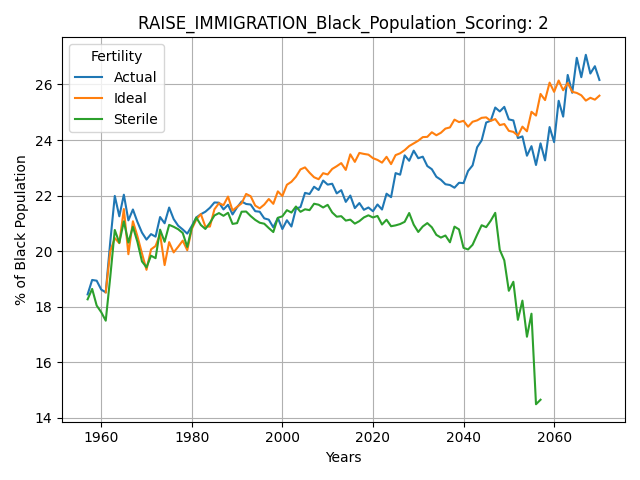 RAISE_IMMIGRATION_Black_Population_Scoring: 2
Fertility
Actual
Ideal
Sterile
% of Black Population
26
24
22
20
18
16
14
1960 1980 2000 2020 2040 2060
Years